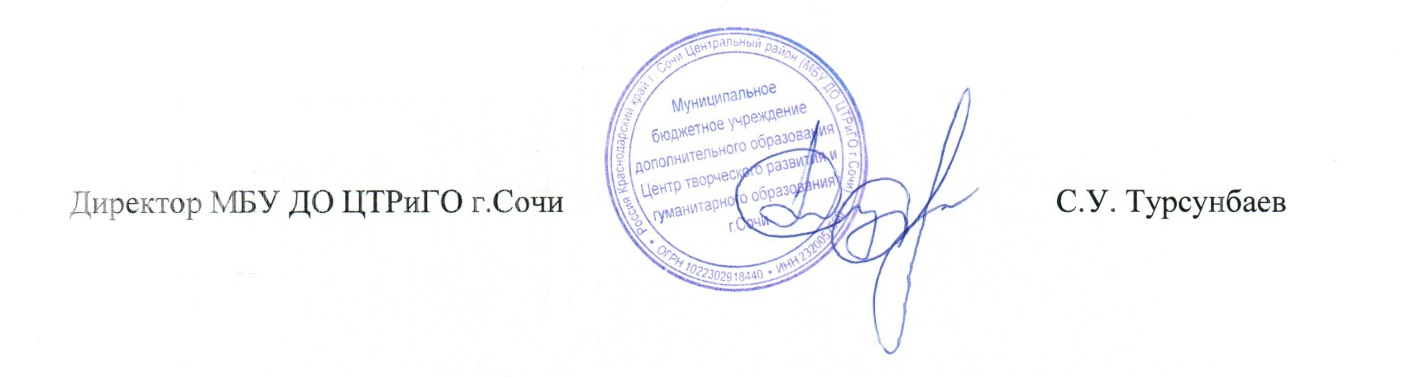 Директор МБУ ДО ЦТРиГО г.Сочи
Россия Краснодарский край г. Сочи Центральный район (МБУ ДО ЦТРиГО г.Сочи)
Муниципальное
бюджетное учреждение
дополнительного образования
Центр творческого развития и
гуманитарного образования
г.Сочи
ОГРН 1022302918440 * ИНН
С.У. Турсунбаев